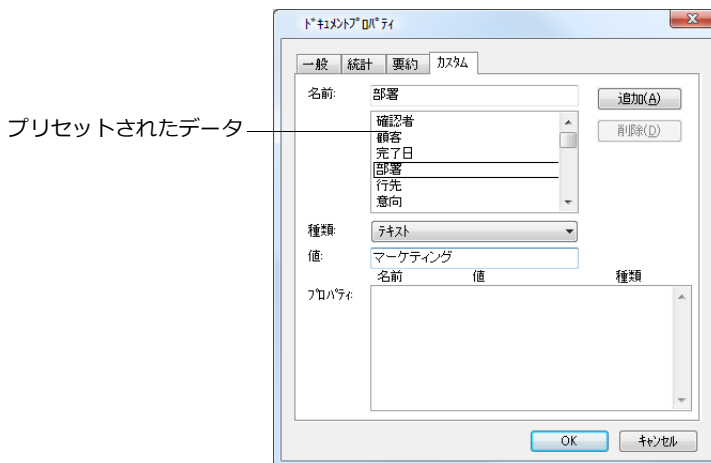 ドキュメントプロパティ
一般 統計 要約 カスタム
名前: 部署 追加(A)
プリセットされたデータ
確認者
顧客 削除(D)
完了日
部署
行先
意向
種類: テキスト
値: マーケティング
名前 値 種類
プロパティ:
OK キャンセル